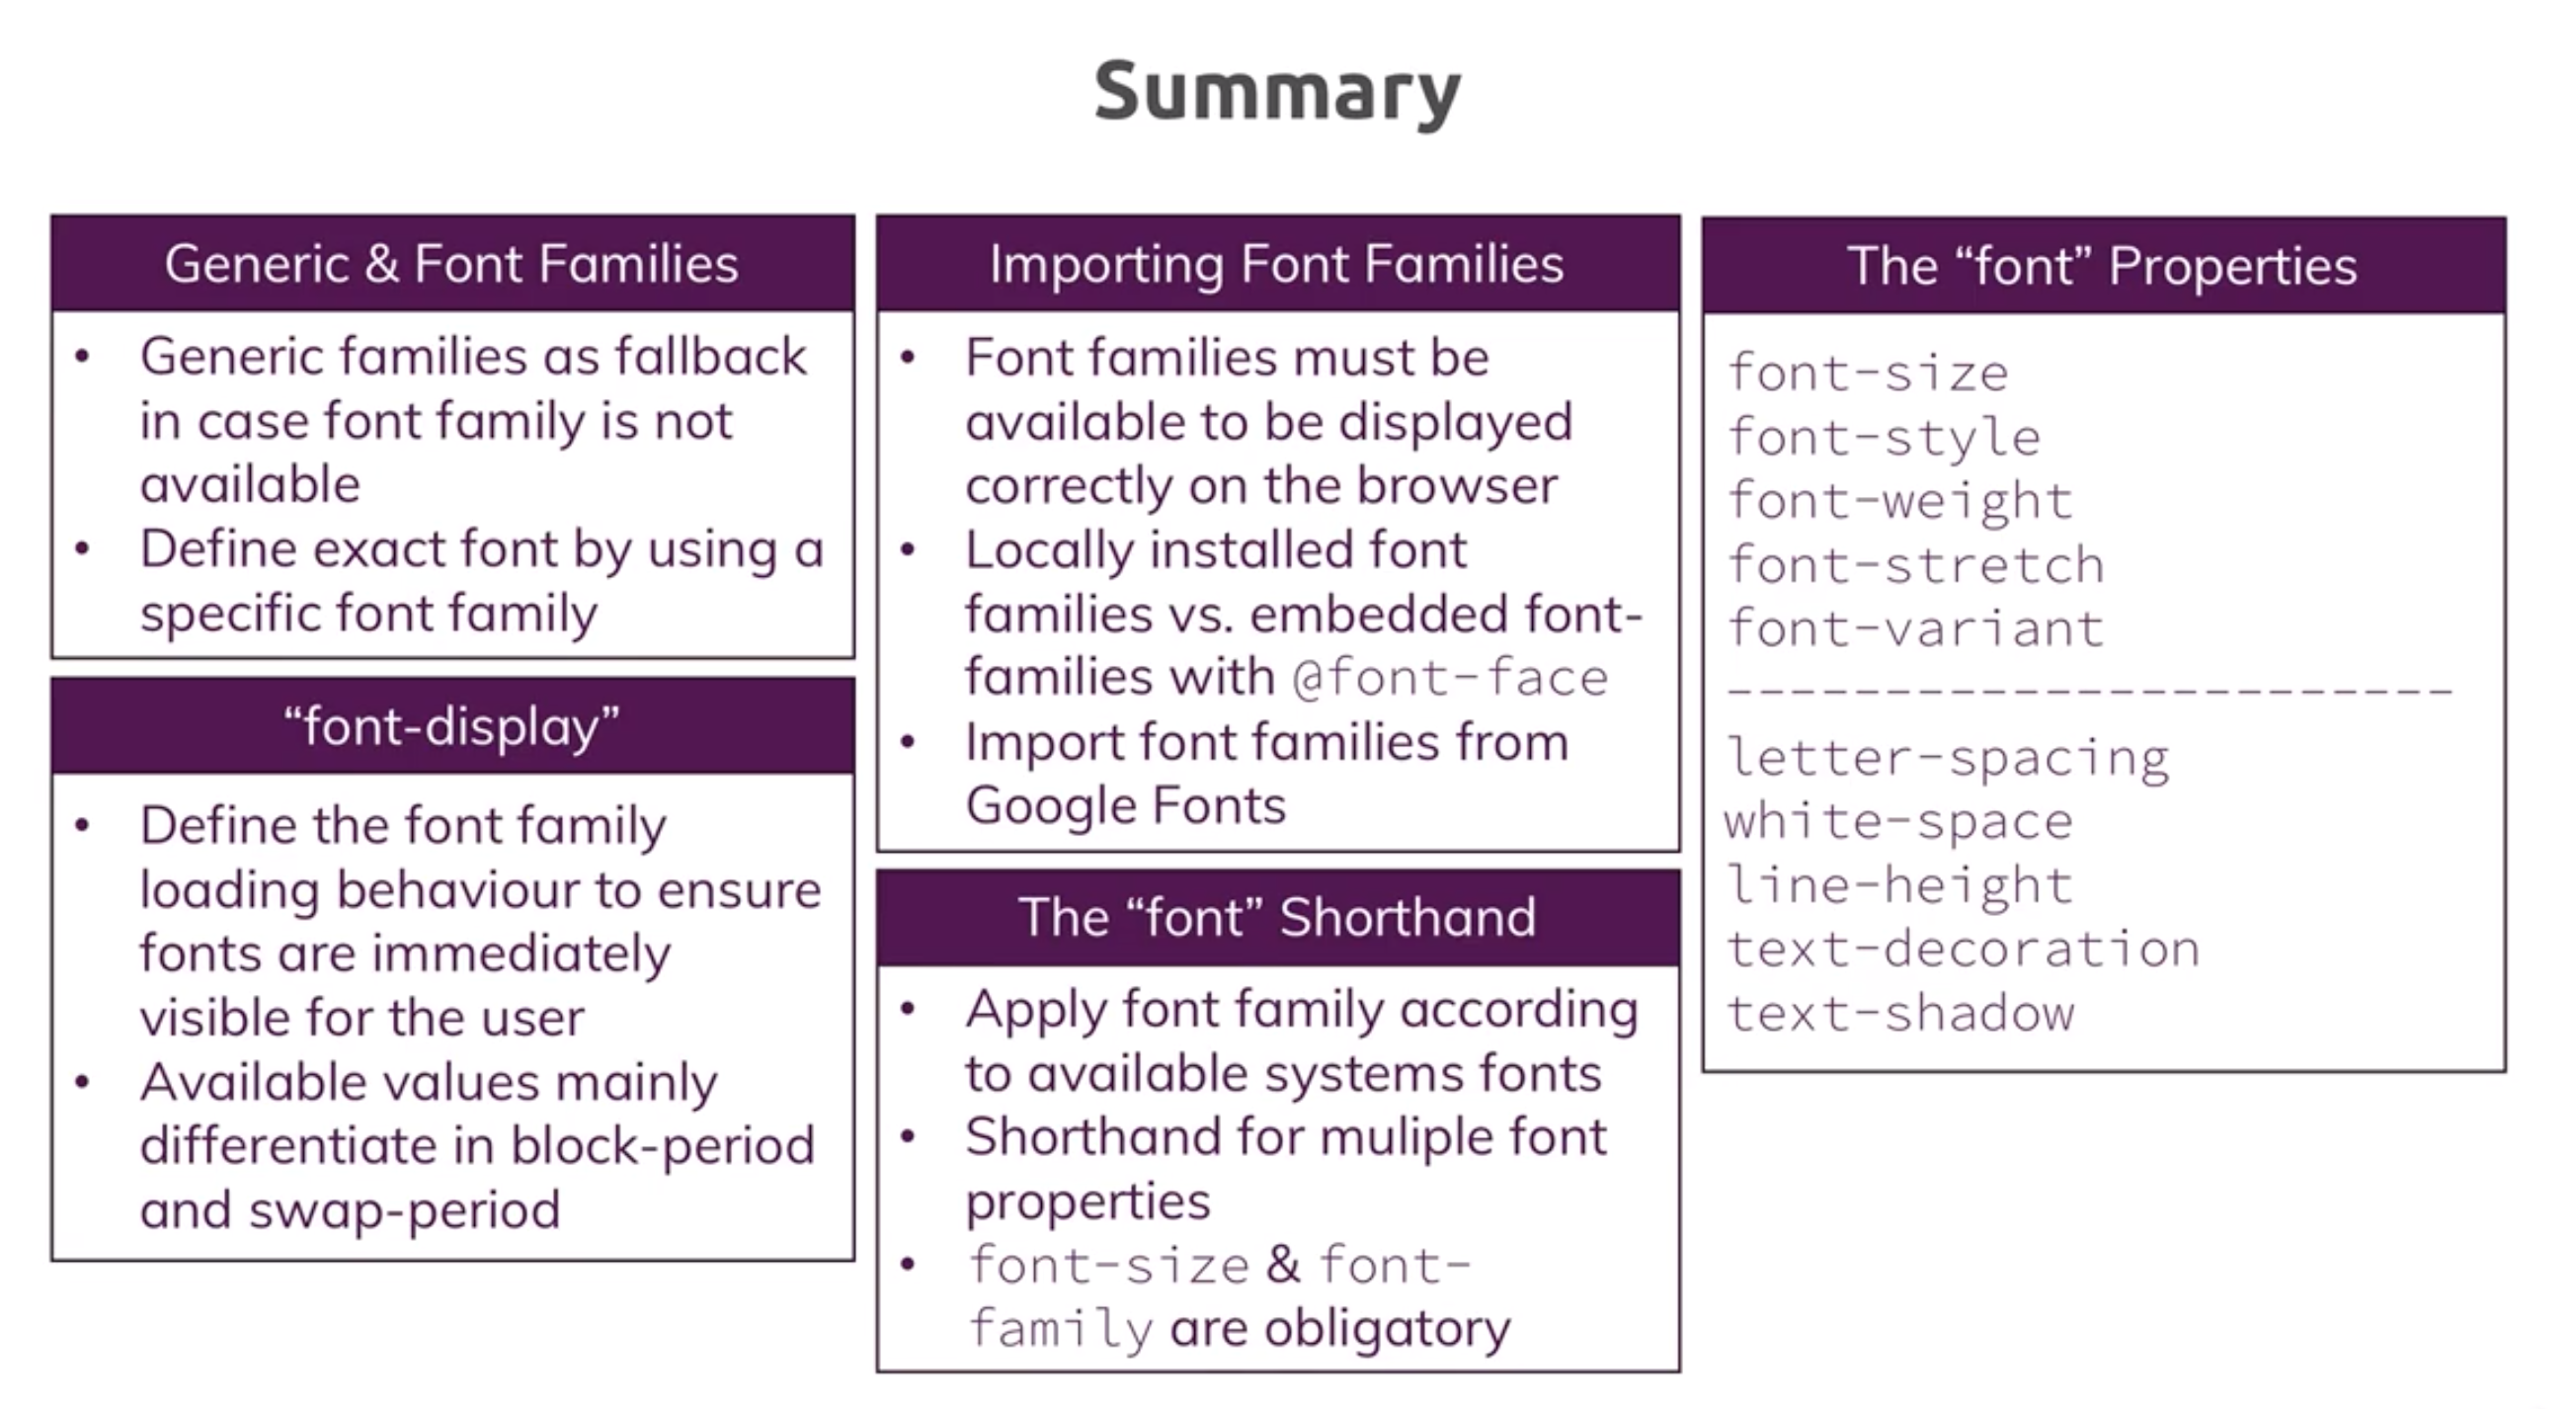 Summary
Generic & Font Families
• Generic families as fallback
in case font family is not
available
• Define exact font by using a
specific font family
“font-display”
• Define the font family
loading behaviour to ensure
fonts are immediately
visible for the user
• Available values mainly
differentiate in block-period
and swap-period
Importing Font Families
• Font families must be
available to be displayed
correctly on the browser
• Locally installed font
families vs. embedded font-
families with @font-face
• Import font families from
Google Fonts
The “font” Shorthand
• Apply font family according
to available systems fonts
• Shorthand for muliple font
properties
• font-size & font-
family are obligatory
The “font” Properties
font-size
font-style
font-weight
font-stretch
font-variant
-----------------------
letter-spacing
white-space
line-height
text-decoration
text-shadow